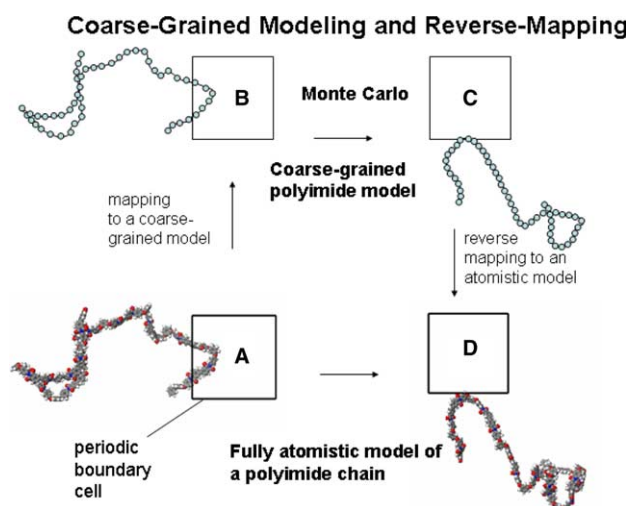 Coarse-Grained Modeling and Reverse-Mapping
B
Monte Carlo
C
Coarse-grained
polyimide model
mapping
to a coarse-
grained model
reverse
mapping to an
atomistic model
A
D
periodic
boundary
cell
Fully atomistic model of
a polyimide chain